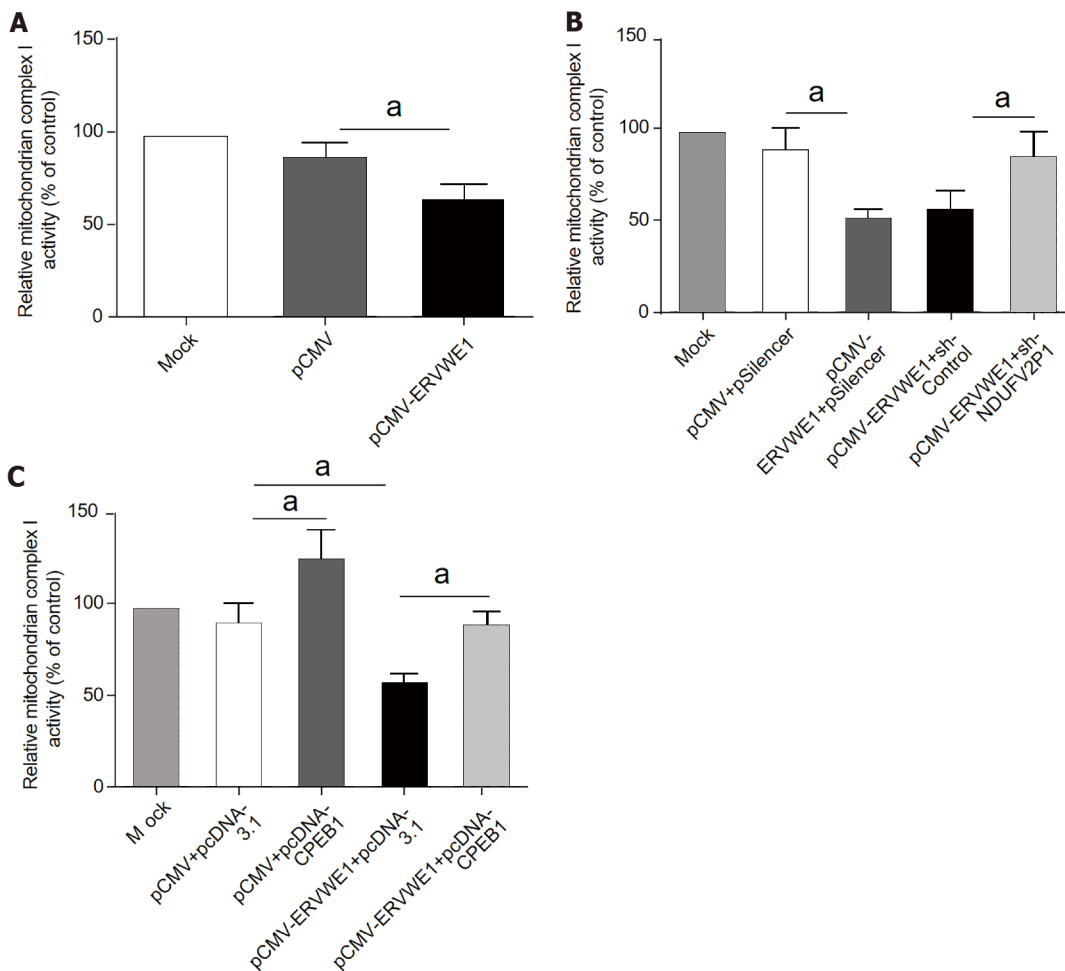 A
Relative mitochondrian complex I
activity (% of control)
150
100
50
0
a
Mock
pCMV
pCMV-ERVWE1
B
Relative mitochondrian complex I
activity (% of control)
150
100
50
0
a
a
Mock
pCMV+pSilencer
pCMV-
ERVWE1+pSilencer
pCMV-ERVWE1+sh-
Control
pCMV-ERVWE1+sh-
NDUFV2P1
C
Relative mitochondrian complex I
activity (% of control)
150
100
50
0
a
a
a
M ock
pCMV+pcDNA-
3.1
pCMV+pcDNA-
CPEB1
pCMV-ERVWE1+pcDNA-
3.1
pCMV-ERVWE1+pcDNA-
CPEB1